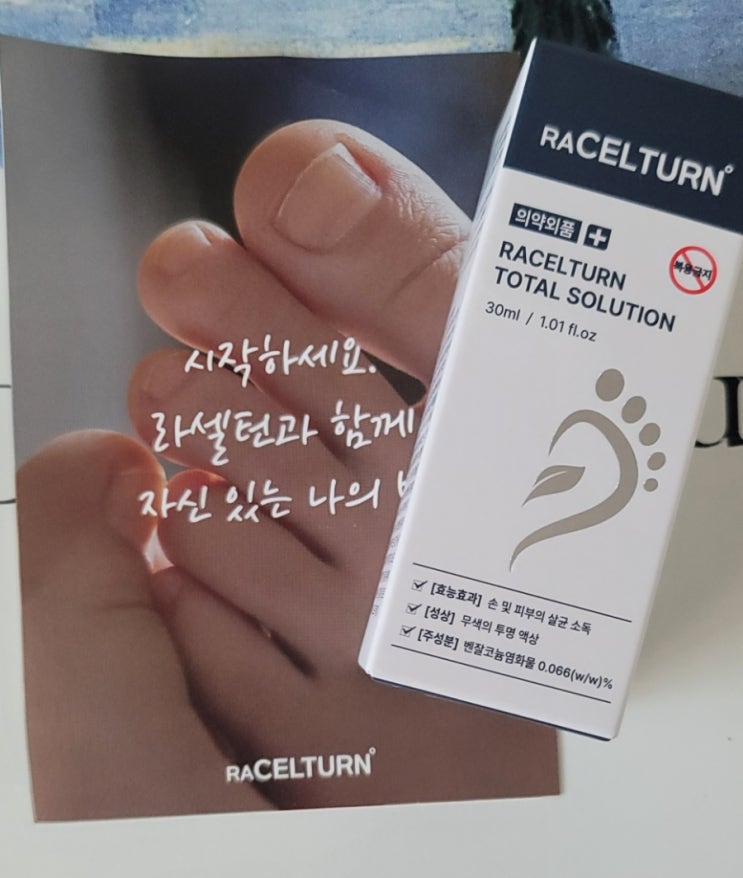 시작하세요.
라셀턴과 함께
자신 있는 나의
RACELTURN
RACELTURN
의약외품
복용금지
RACELTURN
TOTAL SOLUTION
30ml / 1.01 fl.oz
[효능효과] 손 및 피부의 살균 소독
[성상] 무색의 투명 액상
[주성분] 벤잘코늄염화물 0.066(w/w)%